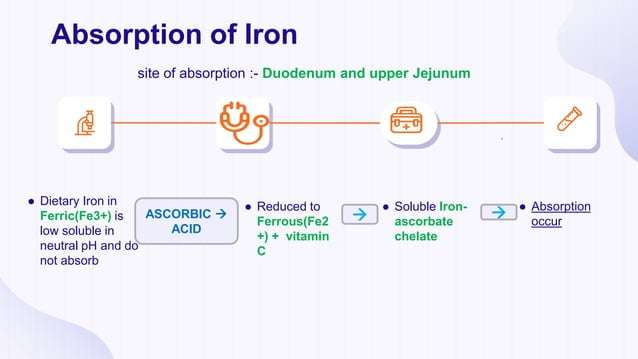 Absorption of Iron
site of absorption :- Duodenum and upper Jejunum
● Dietary Iron in
Ferric(Fe3+) is
low soluble in
neutral pH and do
not absorb
ASCORBIC →
ACID
● Reduced to
Ferrous(Fe2
+) + vitamin
C
→
● Soluble Iron-
ascorbate
chelate
→
● Absorption
occur